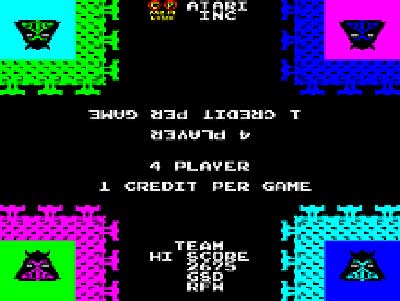 ATARI
INC
1 CREDIT PER GAME
4 PLAYER
4 PLAYER
1 CREDIT PER GAME
TEAM
HI SCORE
2675
GSD
RFW